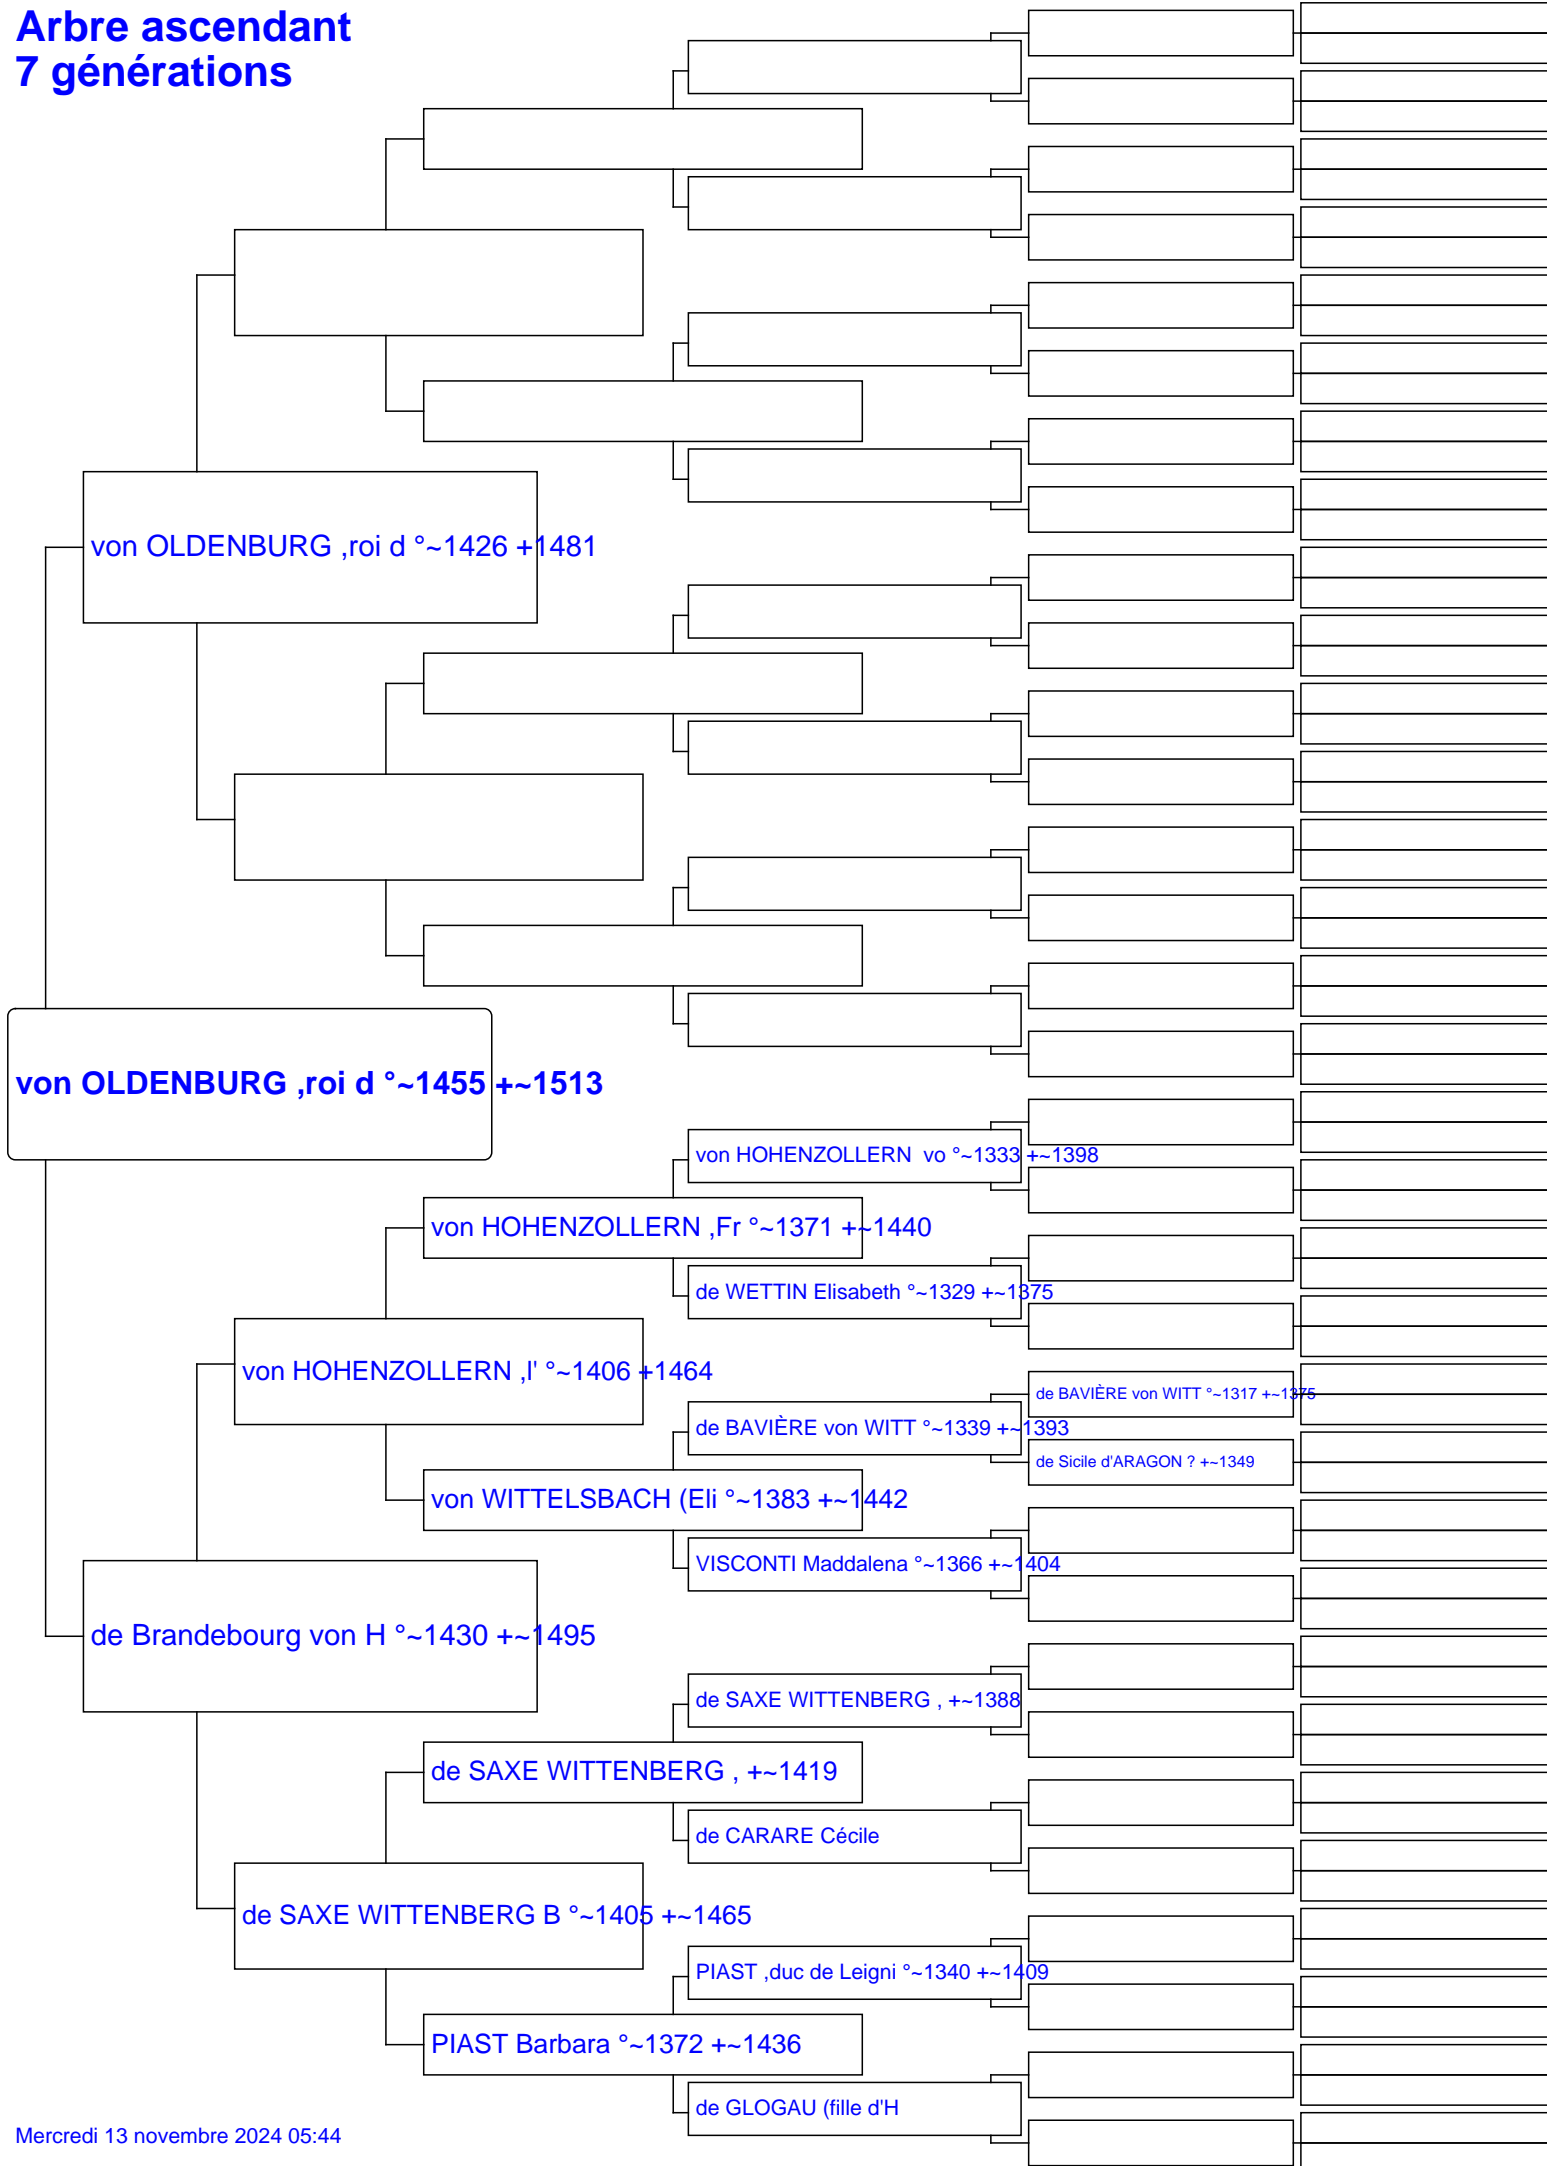 Arbre ascendant
7 générations
von OLDENBURG ,roi d °~1426 +1481
von OLDENBURG ,roi d °~1455 +~1513
von HOHENZOLLERN  vo °~1333 +~1398
von HOHENZOLLERN ,Fr °~1371 +~1440
de WETTIN Elisabeth °~1329 +~1375
von HOHENZOLLERN ,l' °~1406 +1464
de BAVIÈRE von WITT °~1317 +~1375
de BAVIÈRE von WITT °~1339 +~1393
de Sicile d'ARAGON ? +~1349
von WITTELSBACH (Eli °~1383 +~1442
VISCONTI Maddalena °~1366 +~1404
de Brandebourg von H °~1430 +~1495
de SAXE WITTENBERG , +~1388
de SAXE WITTENBERG , +~1419
de CARARE Cécile
de SAXE WITTENBERG B °~1405 +~1465
PIAST ,duc de Leigni °~1340 +~1409
PIAST Barbara °~1372 +~1436
de GLOGAU (fille d'H
Mercredi 13 novembre 2024 05:44